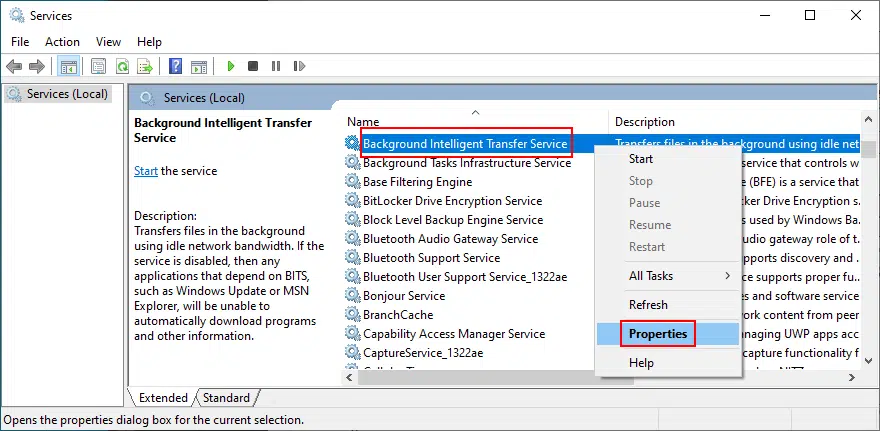 Services
File Action View Help
Services (Local)
Services (Local)
Background Intelligent Transfer
Service
Start the service
Description:
Transfers files in the background
using idle network bandwidth. If the
service is disabled, then any
applications that depend on BITS,
such as Windows Update or MSN
Explorer, will be unable to
automatically download programs
and other information.
Name Description
Background Intelligent Transfer Service Transfers files in the background using idle net
Background Tasks Infrastructure Service service that controls w
Base Filtering Engine (BFE) is a service that
BitLocker Drive Encryption Service
Block Level Backup Engine Service used by Windows Ba...
Bluetooth Audio Gateway Service gateway role of t
Bluetooth Support Service supports discovery and
Bluetooth User Support Service_1322ae service supports proper fu...
Bonjour Service and software service
BranchCache work content from peer
Capability Access Manager Service managing UWP apps acc
CaptureService_1322ae capture functionality f
Start
Stop
Pause
Resume
Restart
All Tasks
Refresh
Properties
Help
Extended Standard
Opens the properties dialog box for the current selection.